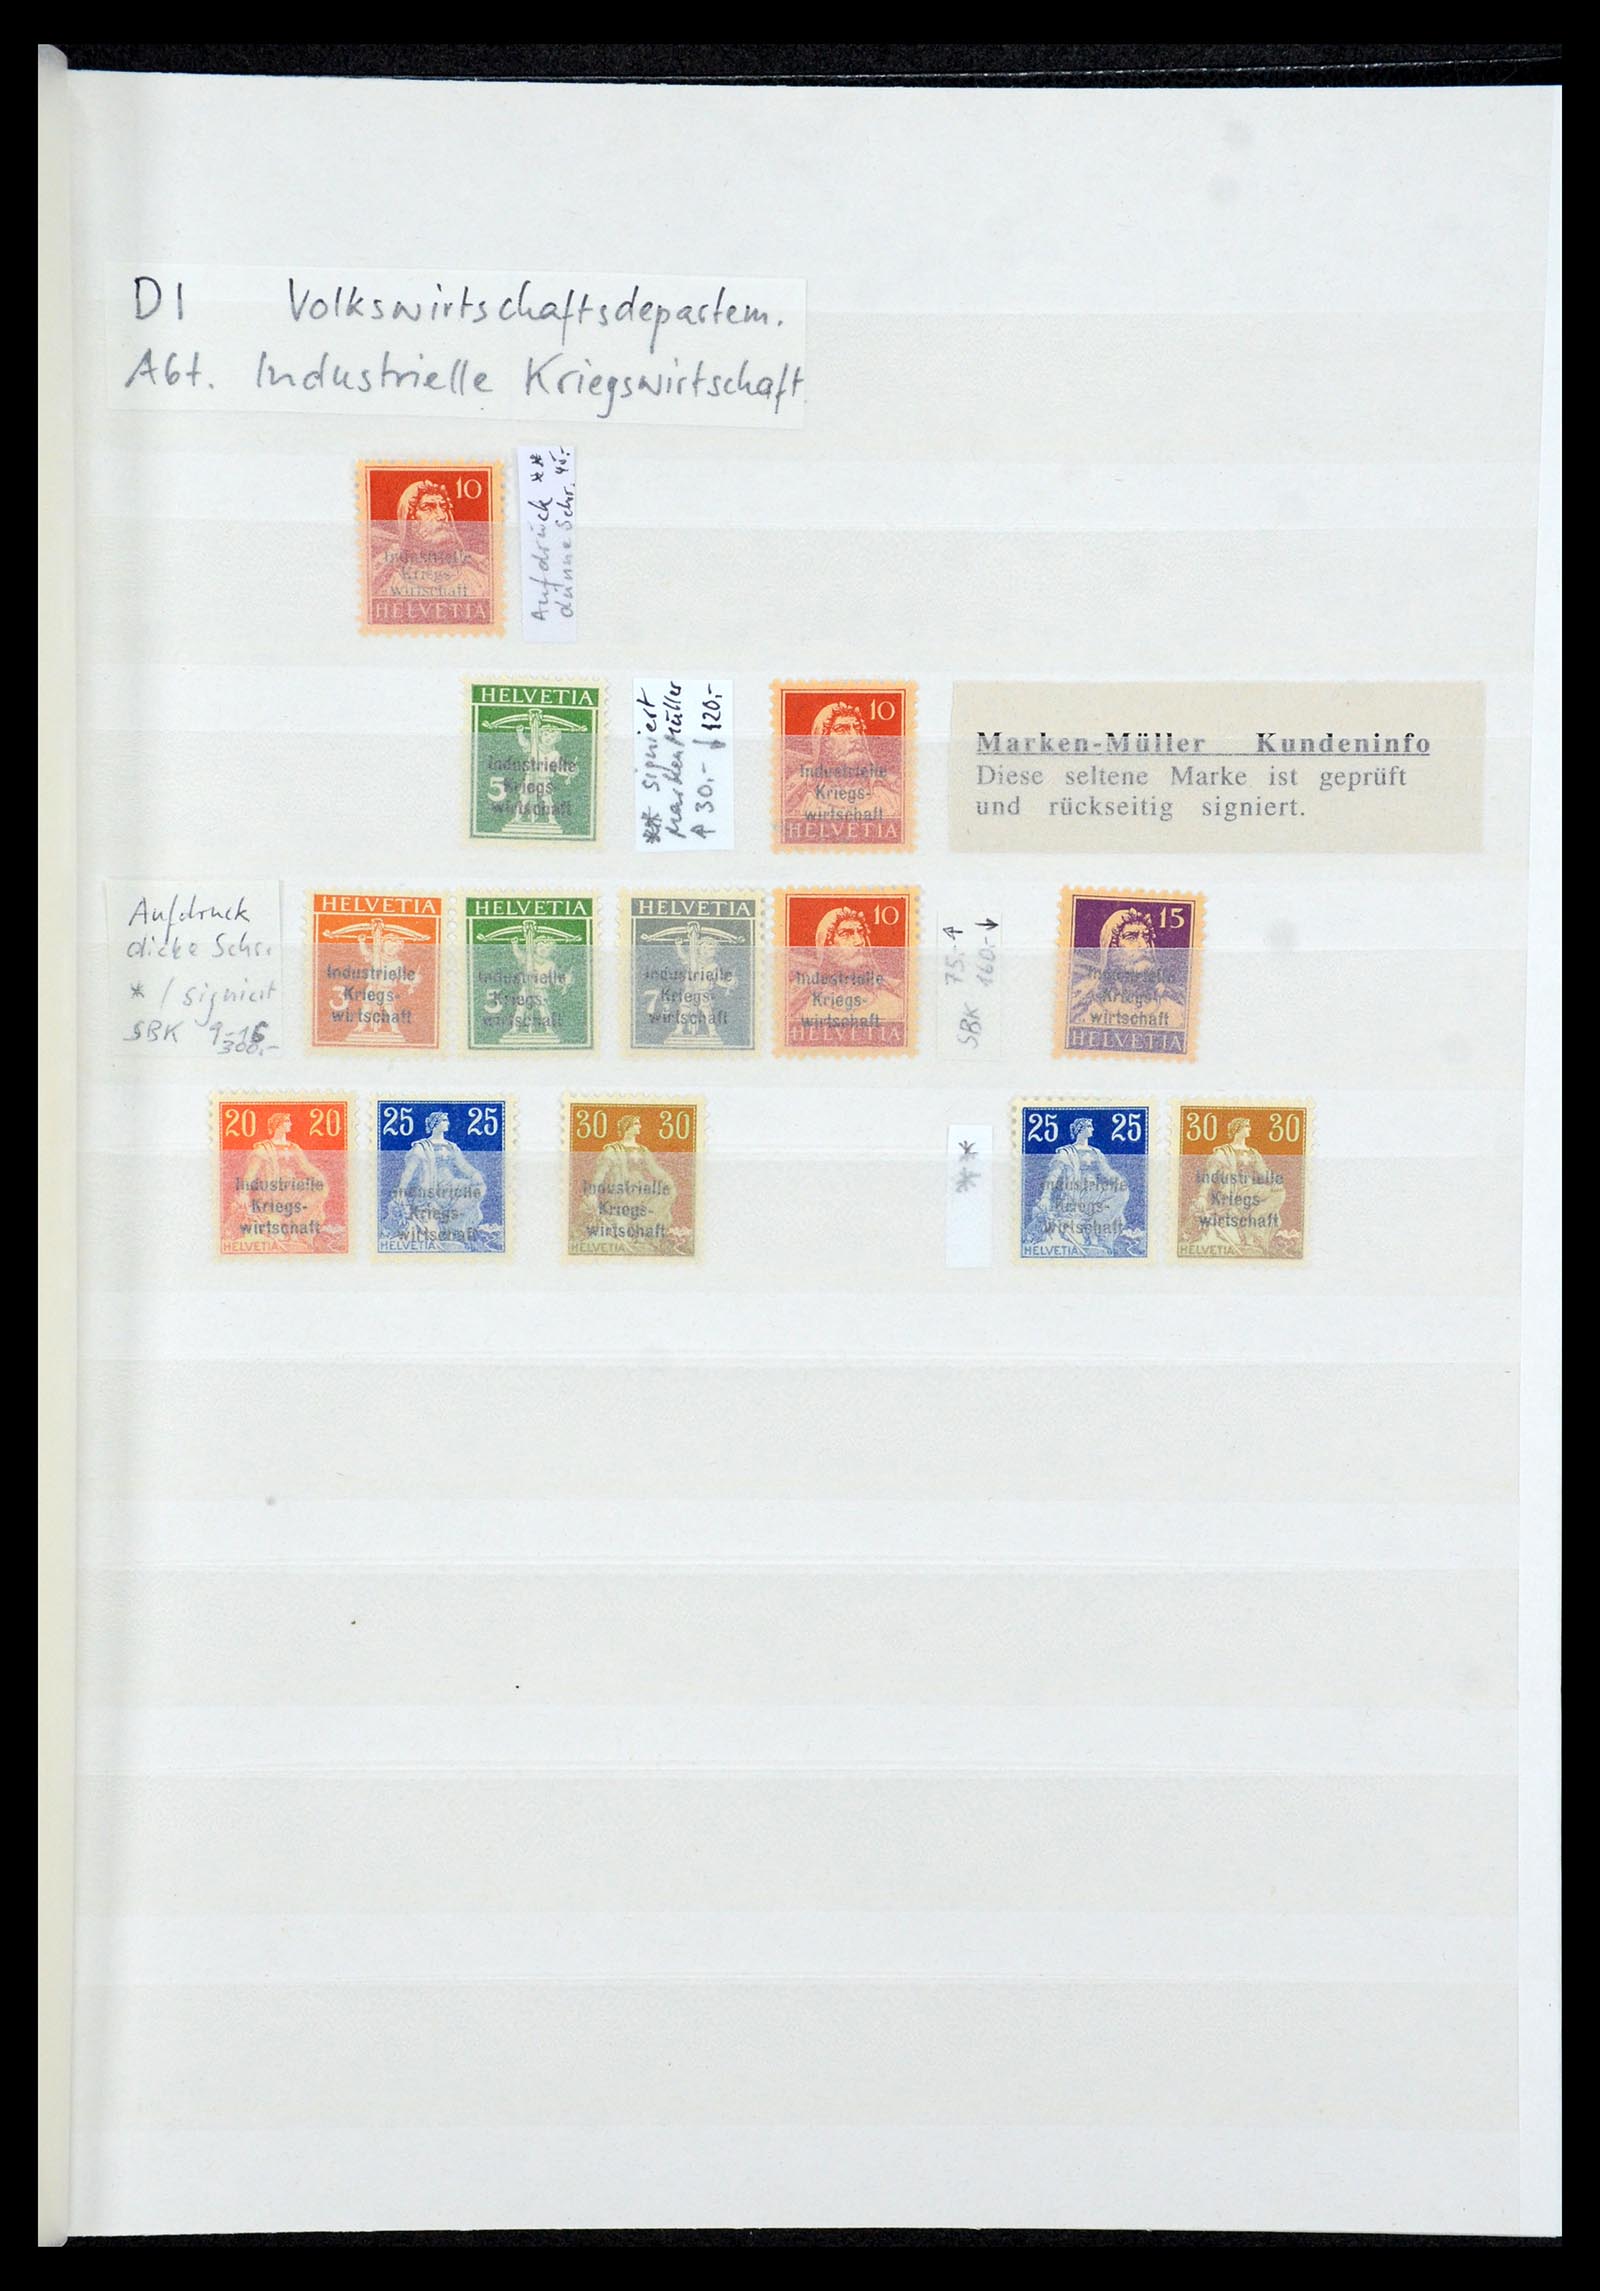 DI Volkswirtschaftsdepartem.
Abt. Industrielle Kriegswirtschaft
10
Industrielle
Kriegs-
wirtschaft
HELVETIA
Aufdruck **
dünne Schr. 45.-
HELVETIA
5
Industrielle
Kriegs-
wirtschaft
** signiert
Marken Müller
↑ 30.- ↓ 120.-
10
Industrielle
Kriegs-
wirtschaft
HELVETIA
Marken-Müller Kundeninfo
Diese seltene Marke ist geprüft
und rückseitig signiert.
Aufdruck
dicke Schr.
* / signiert
SBK 9-16
300.-
HELVETIA
3
Industrielle
Kriegs-
wirtschaft
HELVETIA
5
Industrielle
Kriegs-
wirtschaft
HELVETIA
7
Industrielle
Kriegs-
wirtschaft
10
Industrielle
Kriegs-
wirtschaft
HELVETIA
75.- ↑
SBK 160.- ↓
15
Industrielle
Kriegs-
wirtschaft
HELVETIA
20 20
Industrielle
Kriegs-
wirtschaft
HELVETIA
25 25
Industrielle
Kriegs-
wirtschaft
HELVETIA
30 30
Industrielle
Kriegs-
wirtschaft
HELVETIA
**
25 25
Industrielle
Kriegs-
wirtschaft
HELVETIA
30 30
Industrielle
Kriegs-
wirtschaft
HELVETIA